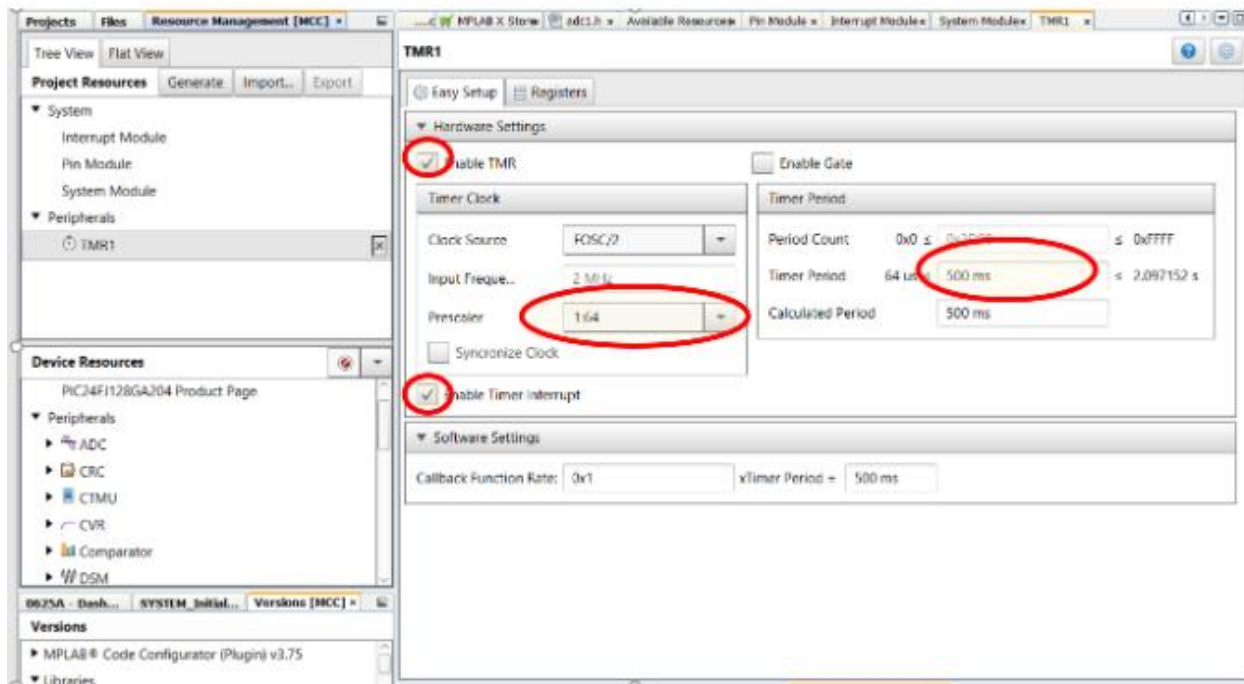 Projects Files Resource Management [MCC] ×
Tree View Flat View
Project Resources Generate Import... Export
System
Interrupt Module
Pin Module
System Module
Peripherals
TMR1
Device Resources
PIC24FJ128GA204 Product Page
Peripherals
ADC
CRC
CTMU
CVR
Comparator
DSM
0625A - Dash... SYSTEM_Initial... Versions [MCC] ×
Versions
MPLAB® Code Configurator (Plugin) v3.75
Libraries
MPLAB X Store adc1.h × Available Resources Pin Module × Interrupt Module × System Module × TMR1 ×
TMR1
Easy Setup Registers
Hardware Settings
Enable TMR Enable Gate
Timer Clock
Clock Source FOSC/2
Input Freque... 2 MHz
Prescaler 1:64
Syncronize Clock
Timer Period
Period Count 0x0 ≤ ≤ 0xFFFF
Timer Period 64 us ≤ 500 ms ≤ 2.097152 s
Calculated Period 500 ms
Enable Timer Interrupt
Software Settings
Callback Function Rate: 0x1 xTimer Period = 500 ms